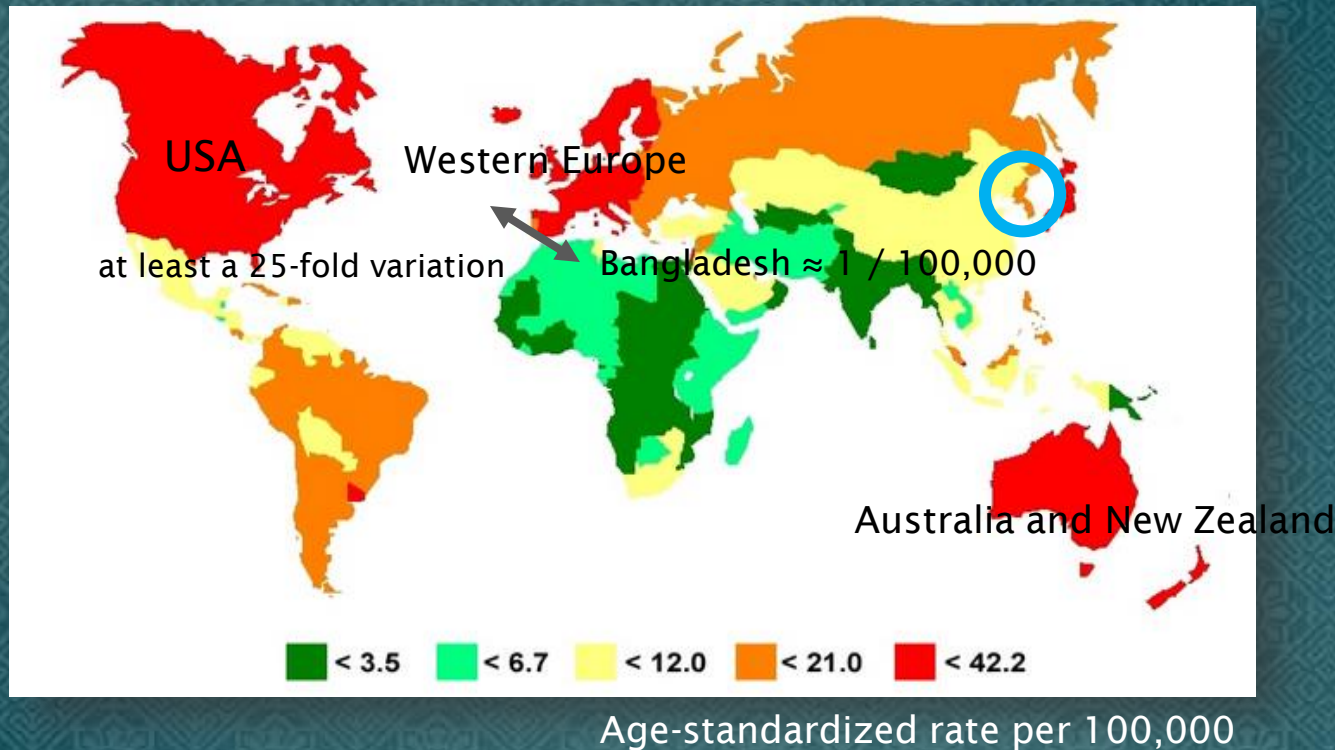 USA
Western Europe
at least a 25-fold variation
Bangladesh ≈ 1 / 100,000
Australia and New Zealand
< 3.5 < 6.7 < 12.0 < 21.0 < 42.2
Age-standardized rate per 100,000